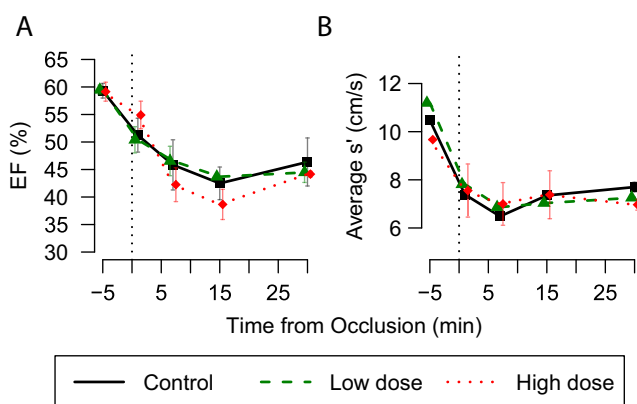 A
B
65
60
55
50
45
40
35
30
EF (%)
−5
5
15
25
12
10
8
6
Average s' (cm/s)
−5
5
15
25
Time from Occlusion (min)
Control
Low dose
High dose